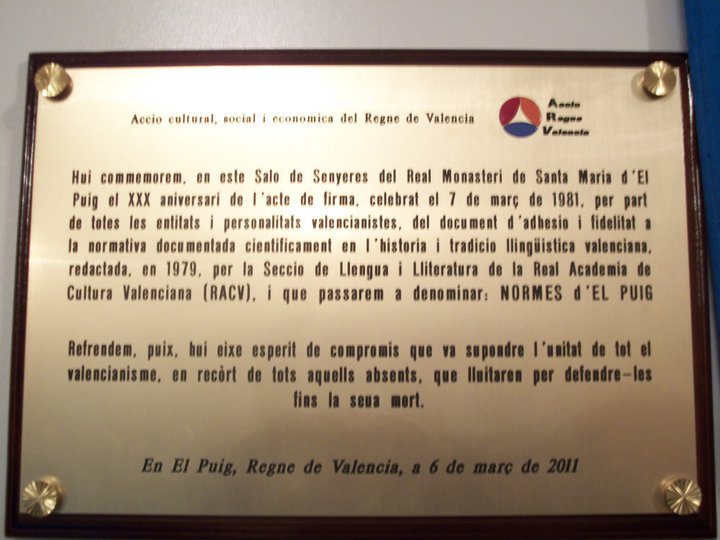 Accio cultural, social i economica del Regne de Valencia
Accio
Regne
Valencia
Hui commemorem, en este Salo de Senyeres del Real Monasteri de Santa Maria d'El
Puig el XXX aniversari de l'acte de firma, celebrat el 7 de març de 1981, per part
de totes les entitats i personalitats valencianistes, del document d'adhesio i fidelitat a
la normativa documentada cientificament en l'historia i tradicio llingüistica valenciana,
redactada, en 1979, per la Seccio de Llengua i Lliteratura de la Real Academia de
Cultura Valenciana (RACV), i que passarem a denominar: NORMES d'EL PUIG
Refrendem, puix, hui eixe esperit de compromis que va supondre l'unitat de tot el
valencianisme, en recòrt de tots aquells absents, que lluitaren per defendre-les
fins la seua mort.
En El Puig, Regne de Valencia, a 6 de març de 2011